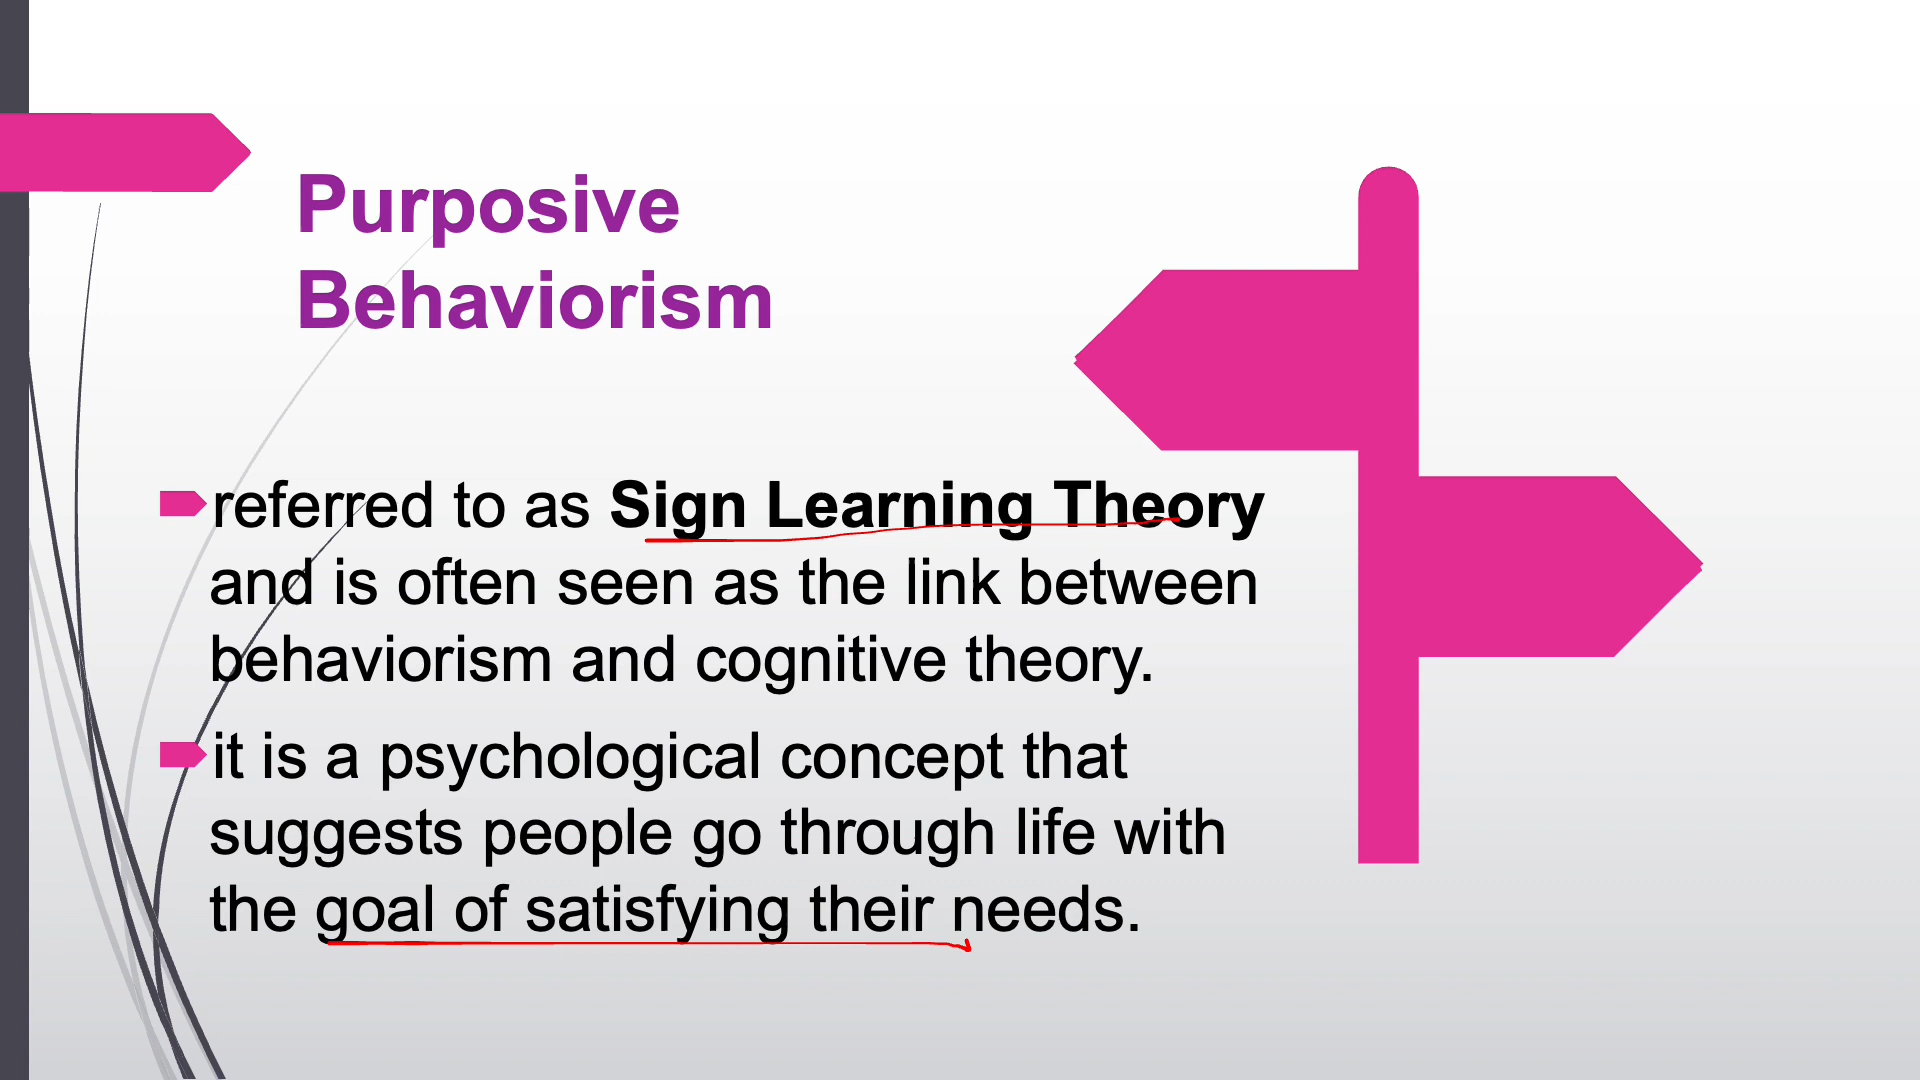 Purposive
Behaviorism
referred to as Sign Learning Theory
and is often seen as the link between
behaviorism and cognitive theory.
it is a psychological concept that
suggests people go through life with
the goal of satisfying their needs.